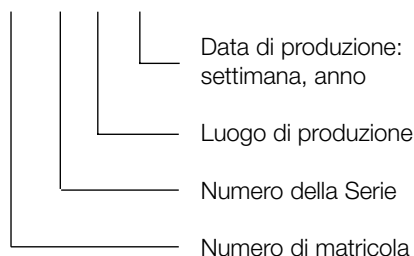 Data di produzione:
settimana, anno
Luogo di produzione
Numero della Serie
Numero di matricola